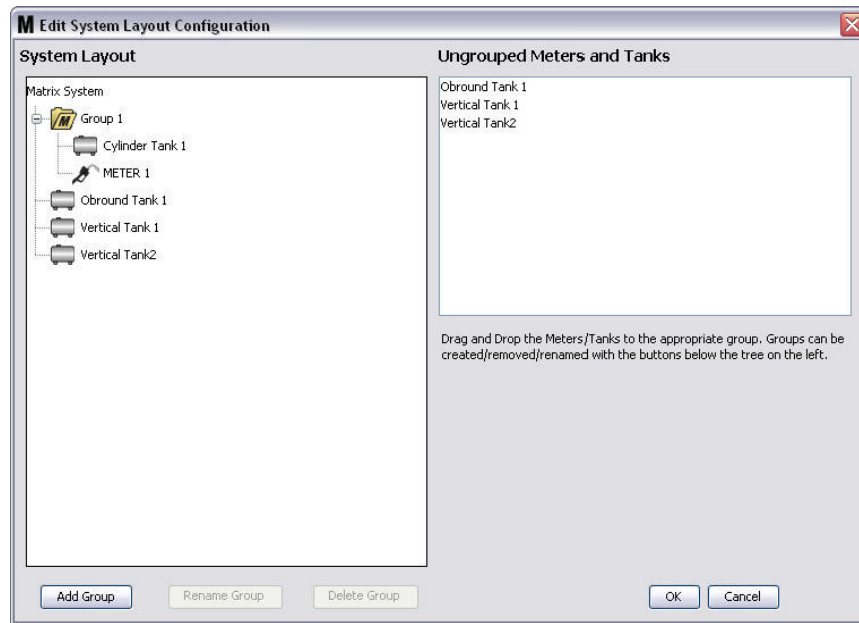 M Edit System Layout Configuration
System Layout
Matrix System
M Group 1
Cylinder Tank 1
METER 1
Obround Tank 1
Vertical Tank 1
Vertical Tank2
Ungrouped Meters and Tanks
Obround Tank 1
Vertical Tank 1
Vertical Tank2
Drag and Drop the Meters/Tanks to the appropriate group. Groups can be
created/removed/renamed with the buttons below the tree on the left.
Add Group
Rename Group
Delete Group
OK
Cancel